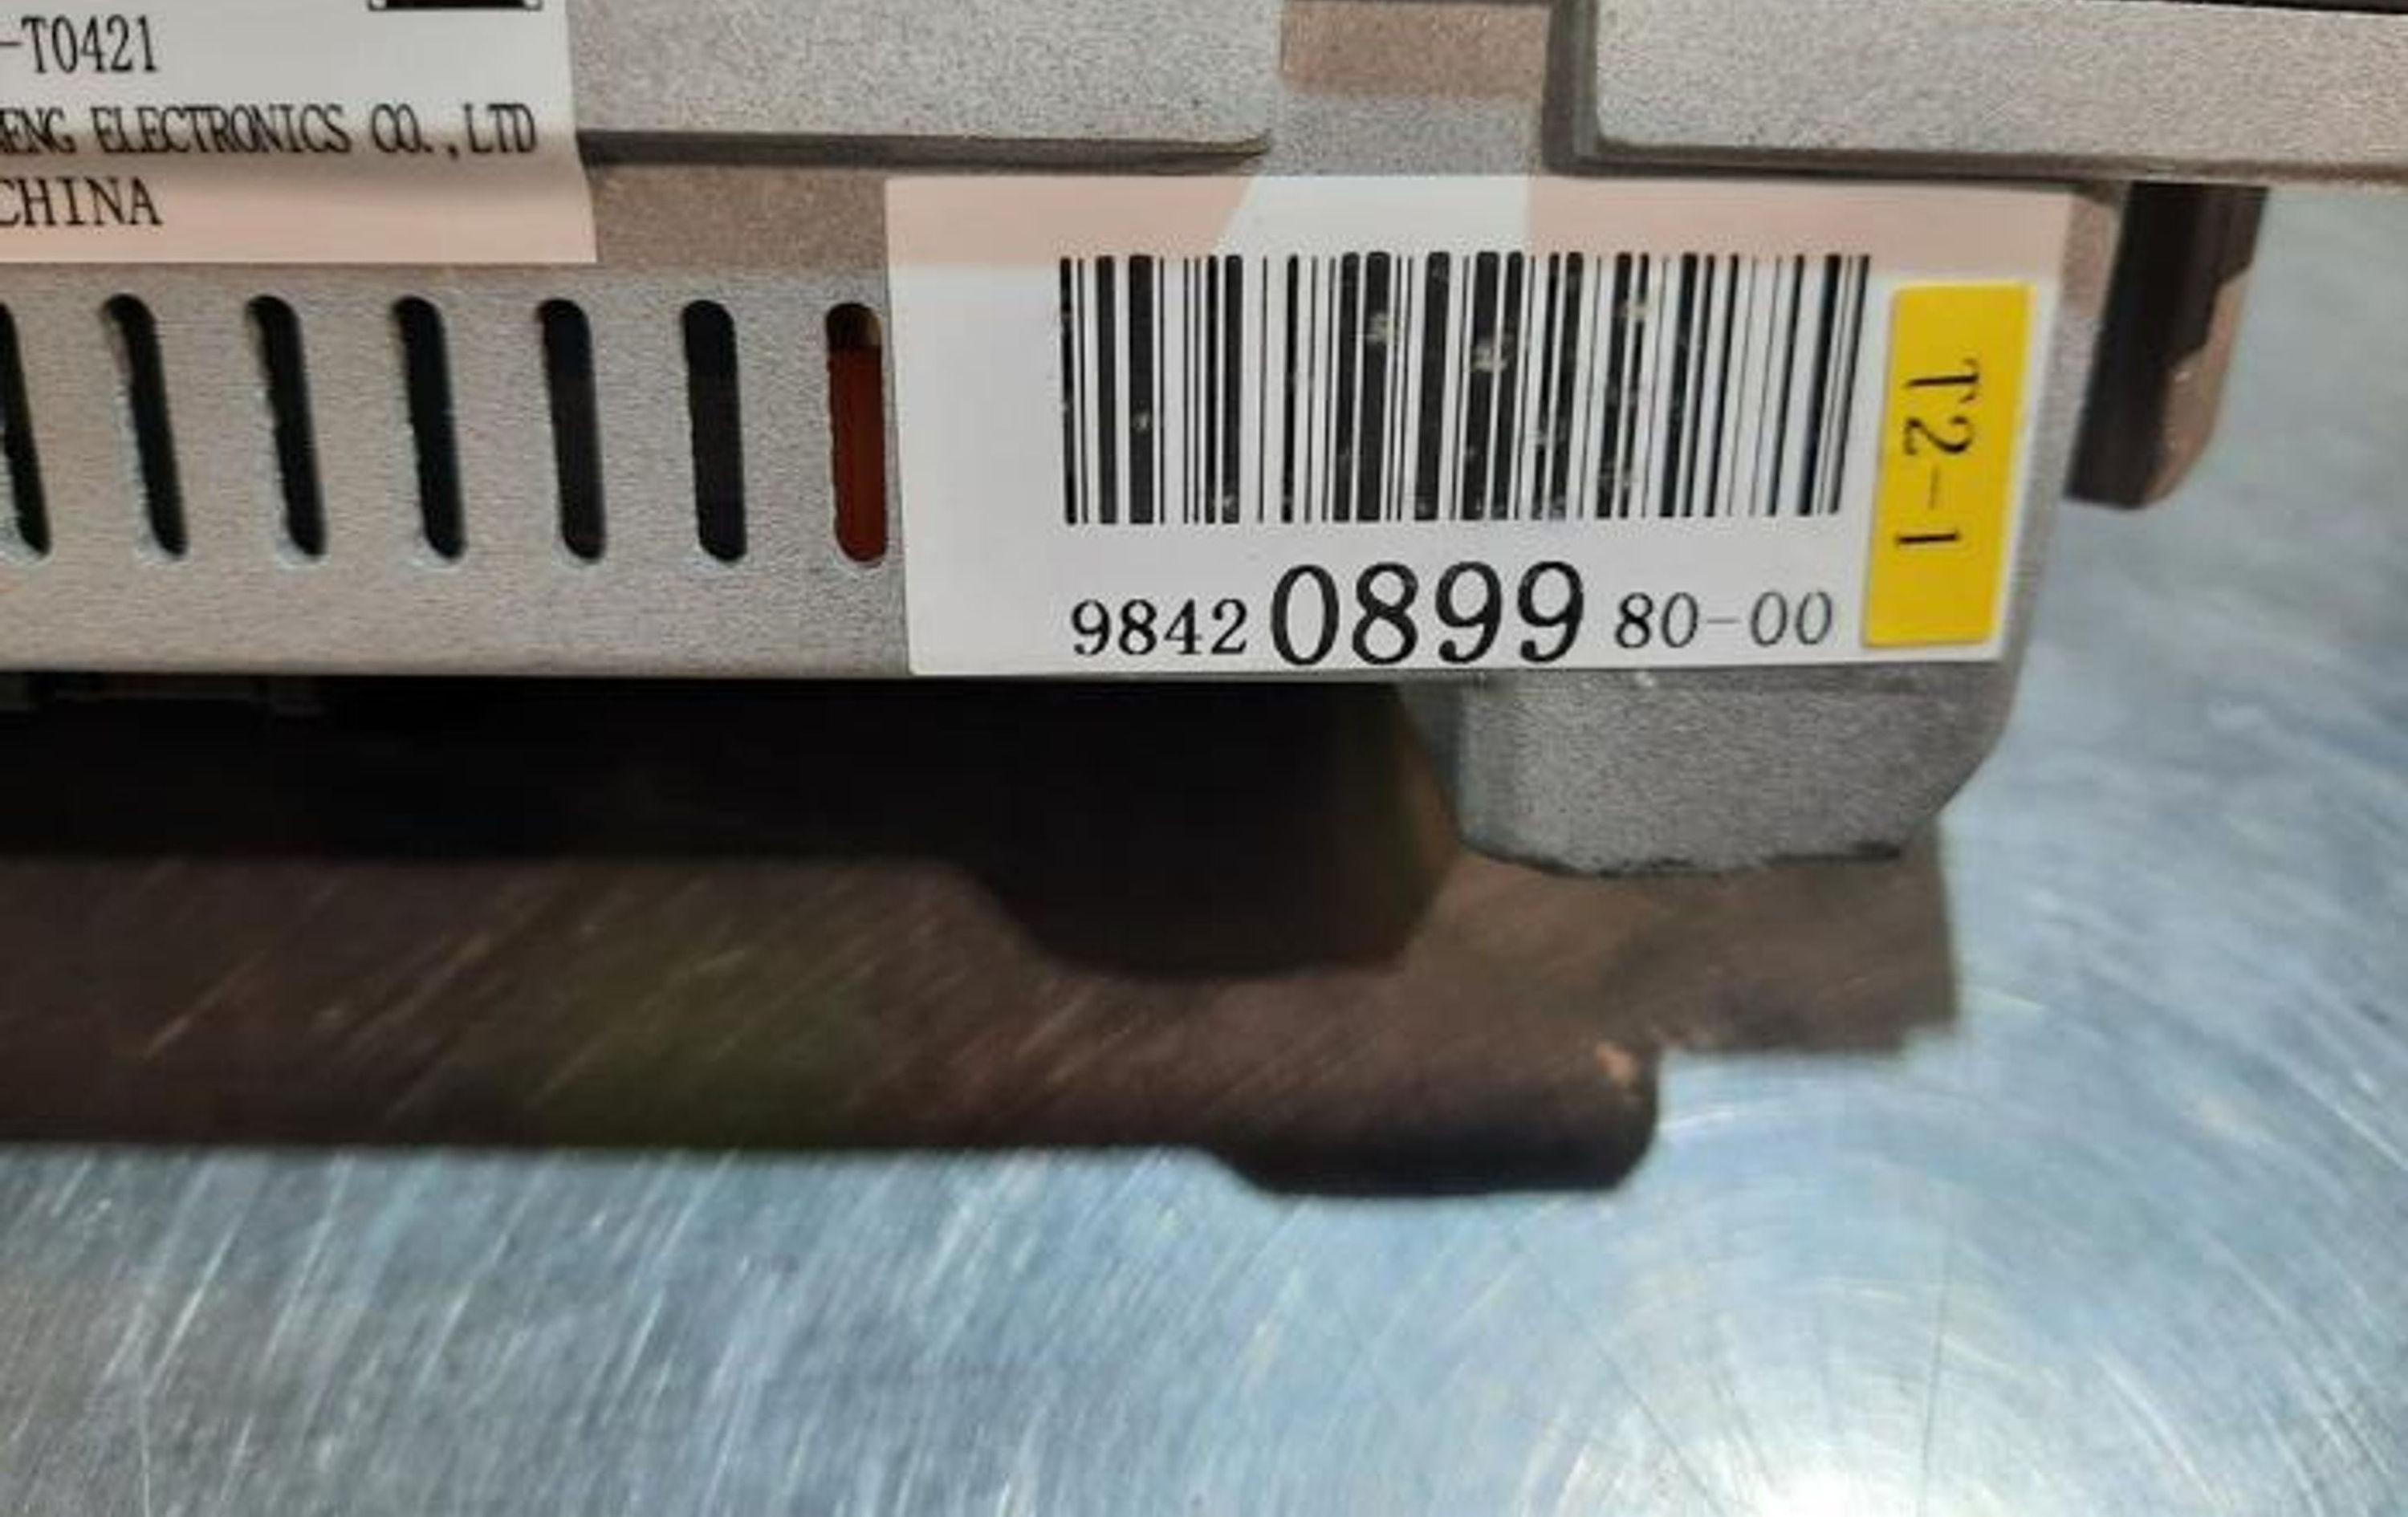 -T0421
ENG ELECTRONICS CO.,LTD
CHINA
9842 0899 80-00
T2-1